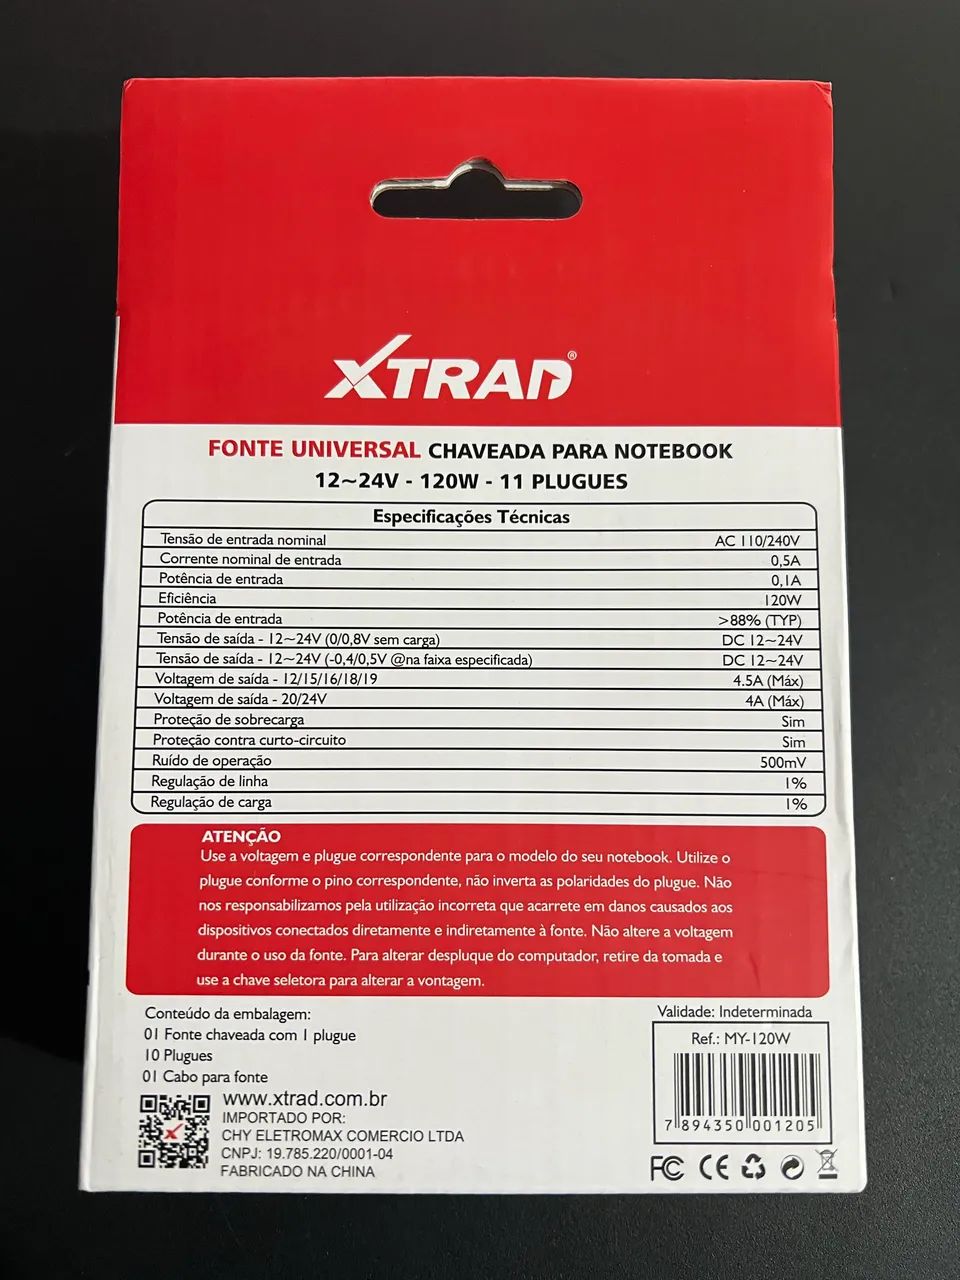 XTRAD®
FONTE UNIVERSAL CHAVEADA PARA NOTEBOOK
12~24V - 120W - 11 PLUGUES
Especificações Técnicas
Tensão de entrada nominal AC 110/240V
Corrente nominal de entrada 0,5A
Potência de entrada 0,1A
Eficiência 120W
Potência de entrada >88% (TYP)
Tensão de saída - 12~24V (0/0,8V sem carga) DC 12~24V
Tensão de saída - 12~24V (-0,4/0,5V @na faixa especificada) DC 12~24V
Voltagem de saída - 12/15/16/18/19 4.5A (Máx)
Voltagem de saída - 20/24V 4A (Máx)
Proteção de sobrecarga Sim
Proteção contra curto-circuito Sim
Ruído de operação 500mV
Regulação de linha 1%
Regulação de carga 1%
ATENÇÃO
Use a voltagem e plugue correspondente para o modelo do seu notebook. Utilize o
plugue conforme o pino correspondente, não inverta as polaridades do plugue. Não
nos responsabilizamos pela utilização incorreta que acarrete em danos causados aos
dispositivos conectados diretamente e indiretamente à fonte. Não altere a voltagem
durante o uso da fonte. Para alterar despluque do computador, retire da tomada e
use a chave seletora para alterar a vontagem.
Conteúdo da embalagem:
01 Fonte chaveada com 1 plugue
10 Plugues
01 Cabo para fonte
www.xtrad.com.br
IMPORTADO POR:
CHY ELETROMAX COMERCIO LTDA
CNPJ: 19.785.220/0001-04
FABRICADO NA CHINA
Validade: Indeterminada
Ref.: MY-120W
7 894350 001205
FC CE